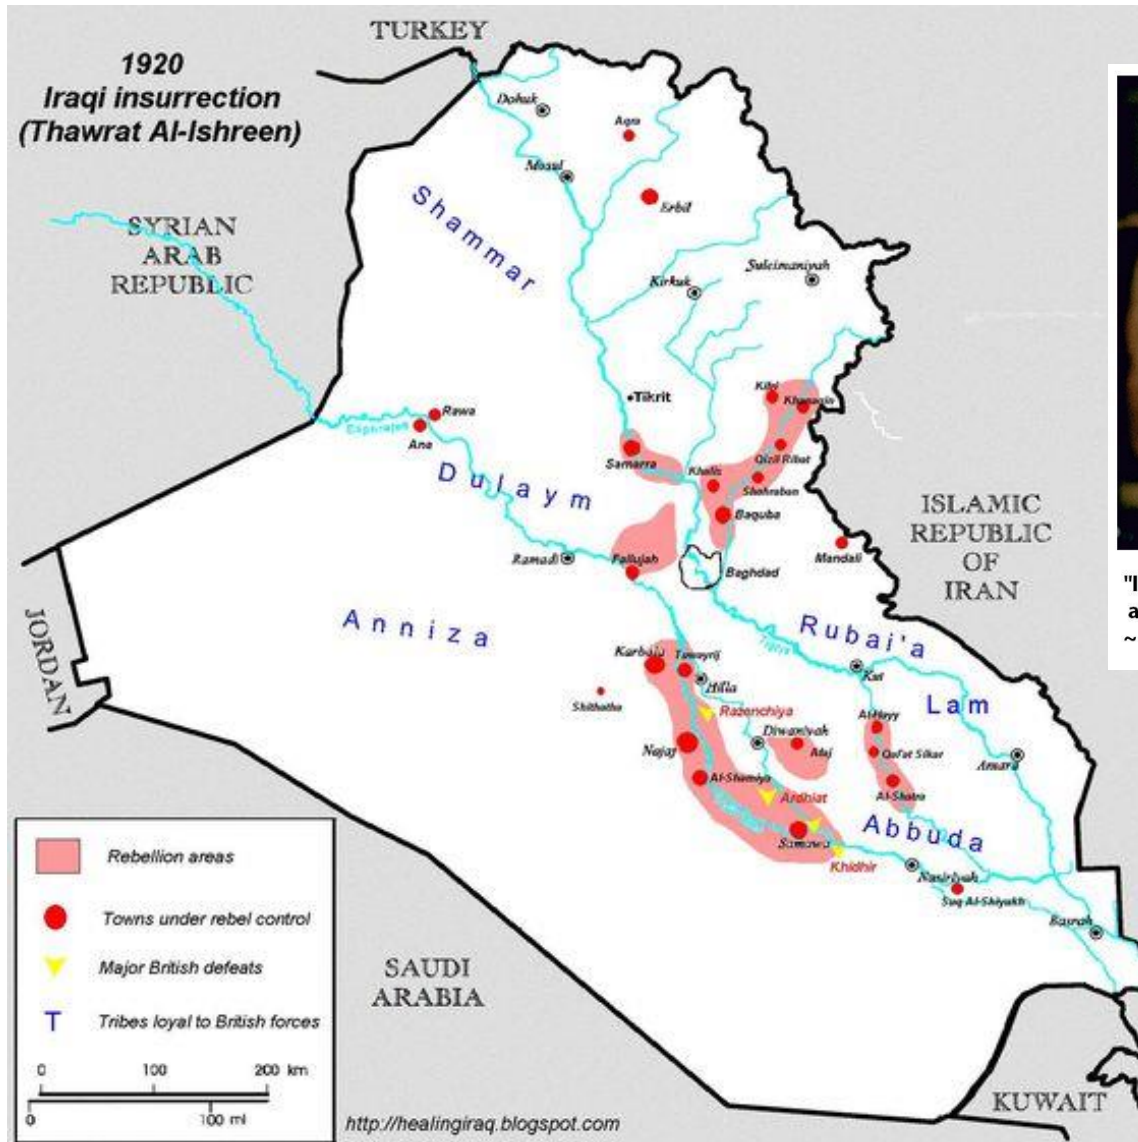 TURKEY
1920
Iraqi insurrection
(Thawrat Al-Ishreen)
Dohuk
Aqra
Mosul
Erbil
Shammar
SYRIAN
ARAB
REPUBLIC
Kirkuk
Suleimaniyah
Tikrit
Kifri
Khanaqin
Rawa
Euphrates
Ana
Samarra
Khalis
Qizil Ribat
Shahraban
Dulaym
Baquba
ISLAMIC
REPUBLIC
OF
IRAN
Ramadi
Fallujah
Baghdad
Mandali
"I
a
~
JORDAN
Anniza
Rubai'a
Tigris
Karbala
Tuwayrij
Hilla
Kut
Lam
Shithatha
Razenchiya
Al-Hayy
Najaf
Diwaniyah
Afaj
Qal'at Sikar
Amara
Al-Shamiya
Ardhiat
Al-Shatra
Abbuda
Samawa
Khidhir
Nasiriyah
Suq Al-Shiyukh
Basrah
Rebellion areas
Towns under rebel control
Major British defeats
T Tribes loyal to British forces
0 100 200 km
0 100 ml
SAUDI
ARABIA
KUWAIT
http://healingiraq.blogspot.com